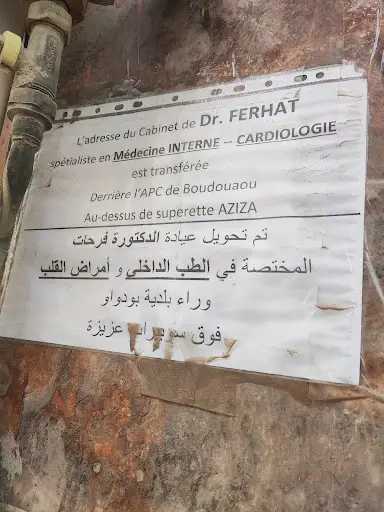 L'adresse du Cabinet de Dr. FERHAT
spétialiste en Médecine INTERNE -- CARDIOLOGIE
est transférée
Derrière l'APC de Boudouaou
Au-dessus de superette AZIZA
تم تحويل عيادة الدكتورة فرحات
المختصة في الطب الداخلي و أمراض القلب
وراء بلدية بودواو
فوق عزيزة